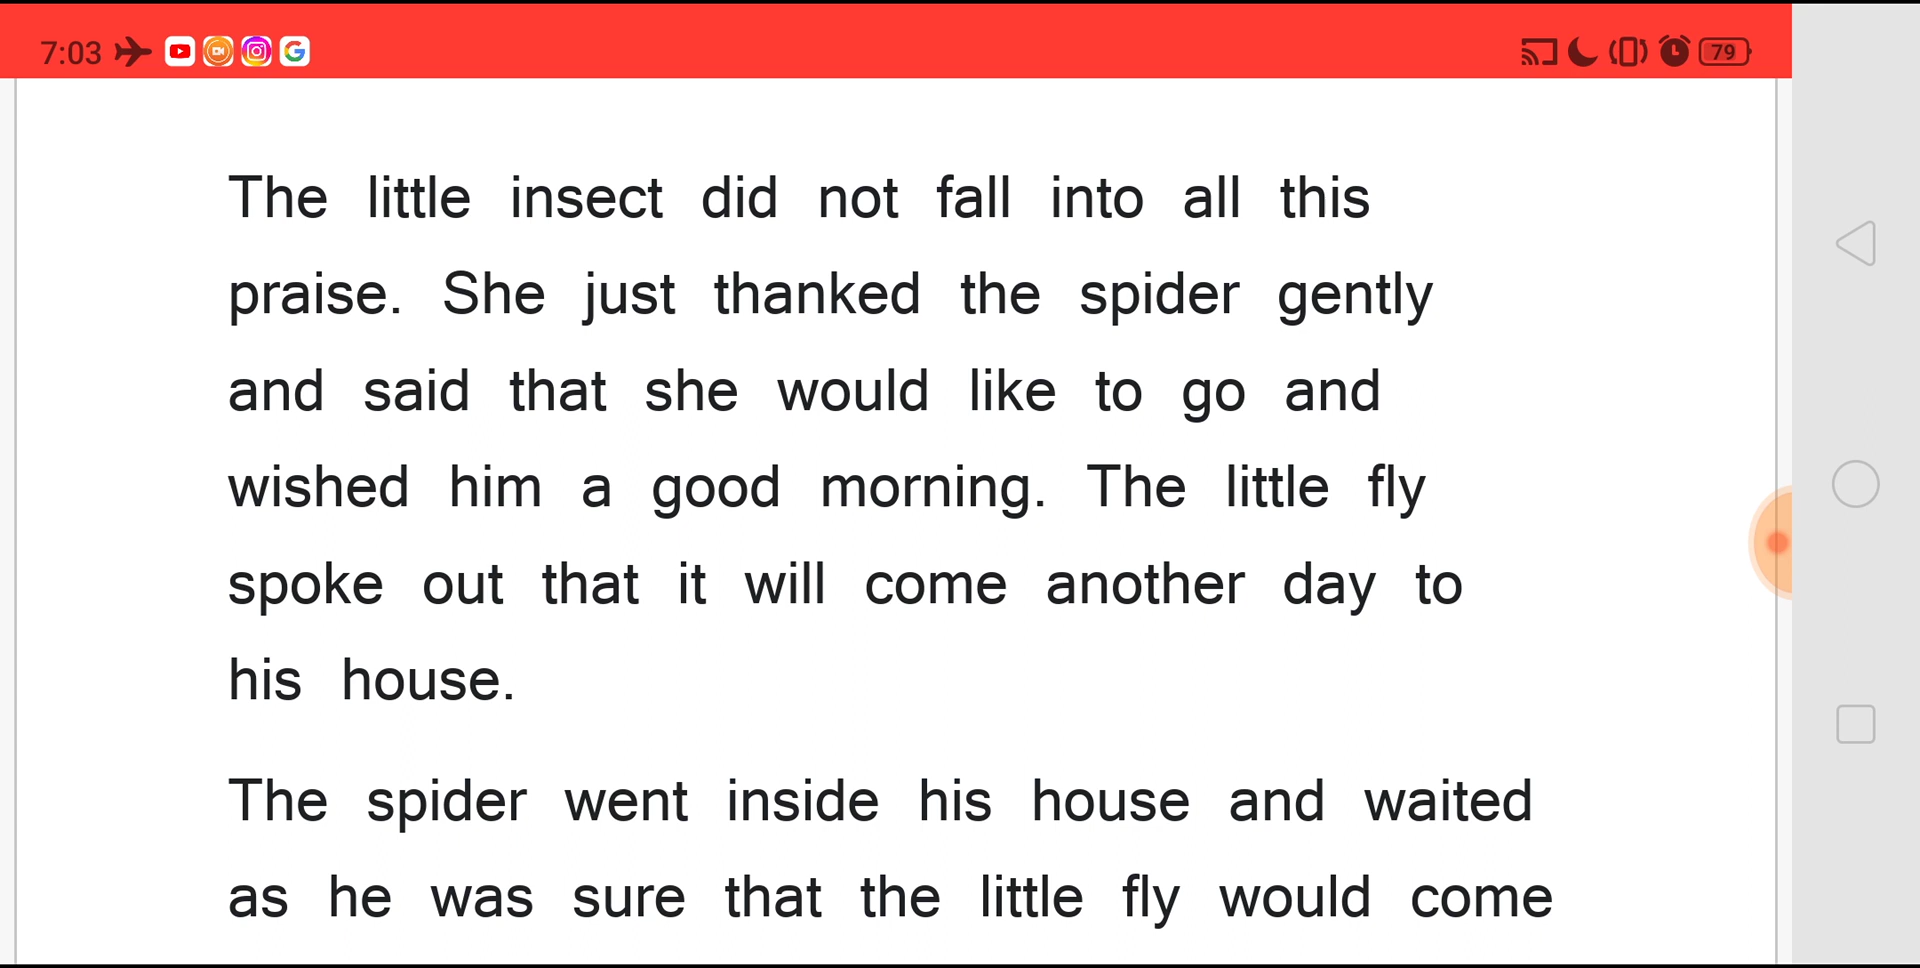 7:03
79
The little insect did not fall into all this
praise. She just thanked the spider gently
and said that she would like to go and
wished him a good morning. The little fly
spoke out that it will come another day to
his house.
The spider went inside his house and waited
as he was sure that the little fly would come